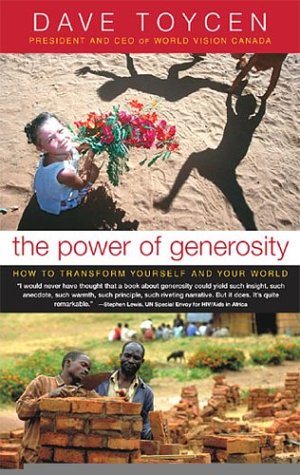 DAVE TOYCEN
PRESIDENT AND CEO OF WORLD VISION CANADA
the power of generosity
HOW TO TRANSFORM YOURSELF AND YOUR WORLD
"I would never have thought that a book about generosity could yield such insight, such
anecdote, such warmth, such principle, such riveting narrative. But it does. It's quite
remarkable." —Stephen Lewis, UN Special Envoy for HIV/Aids in Africa